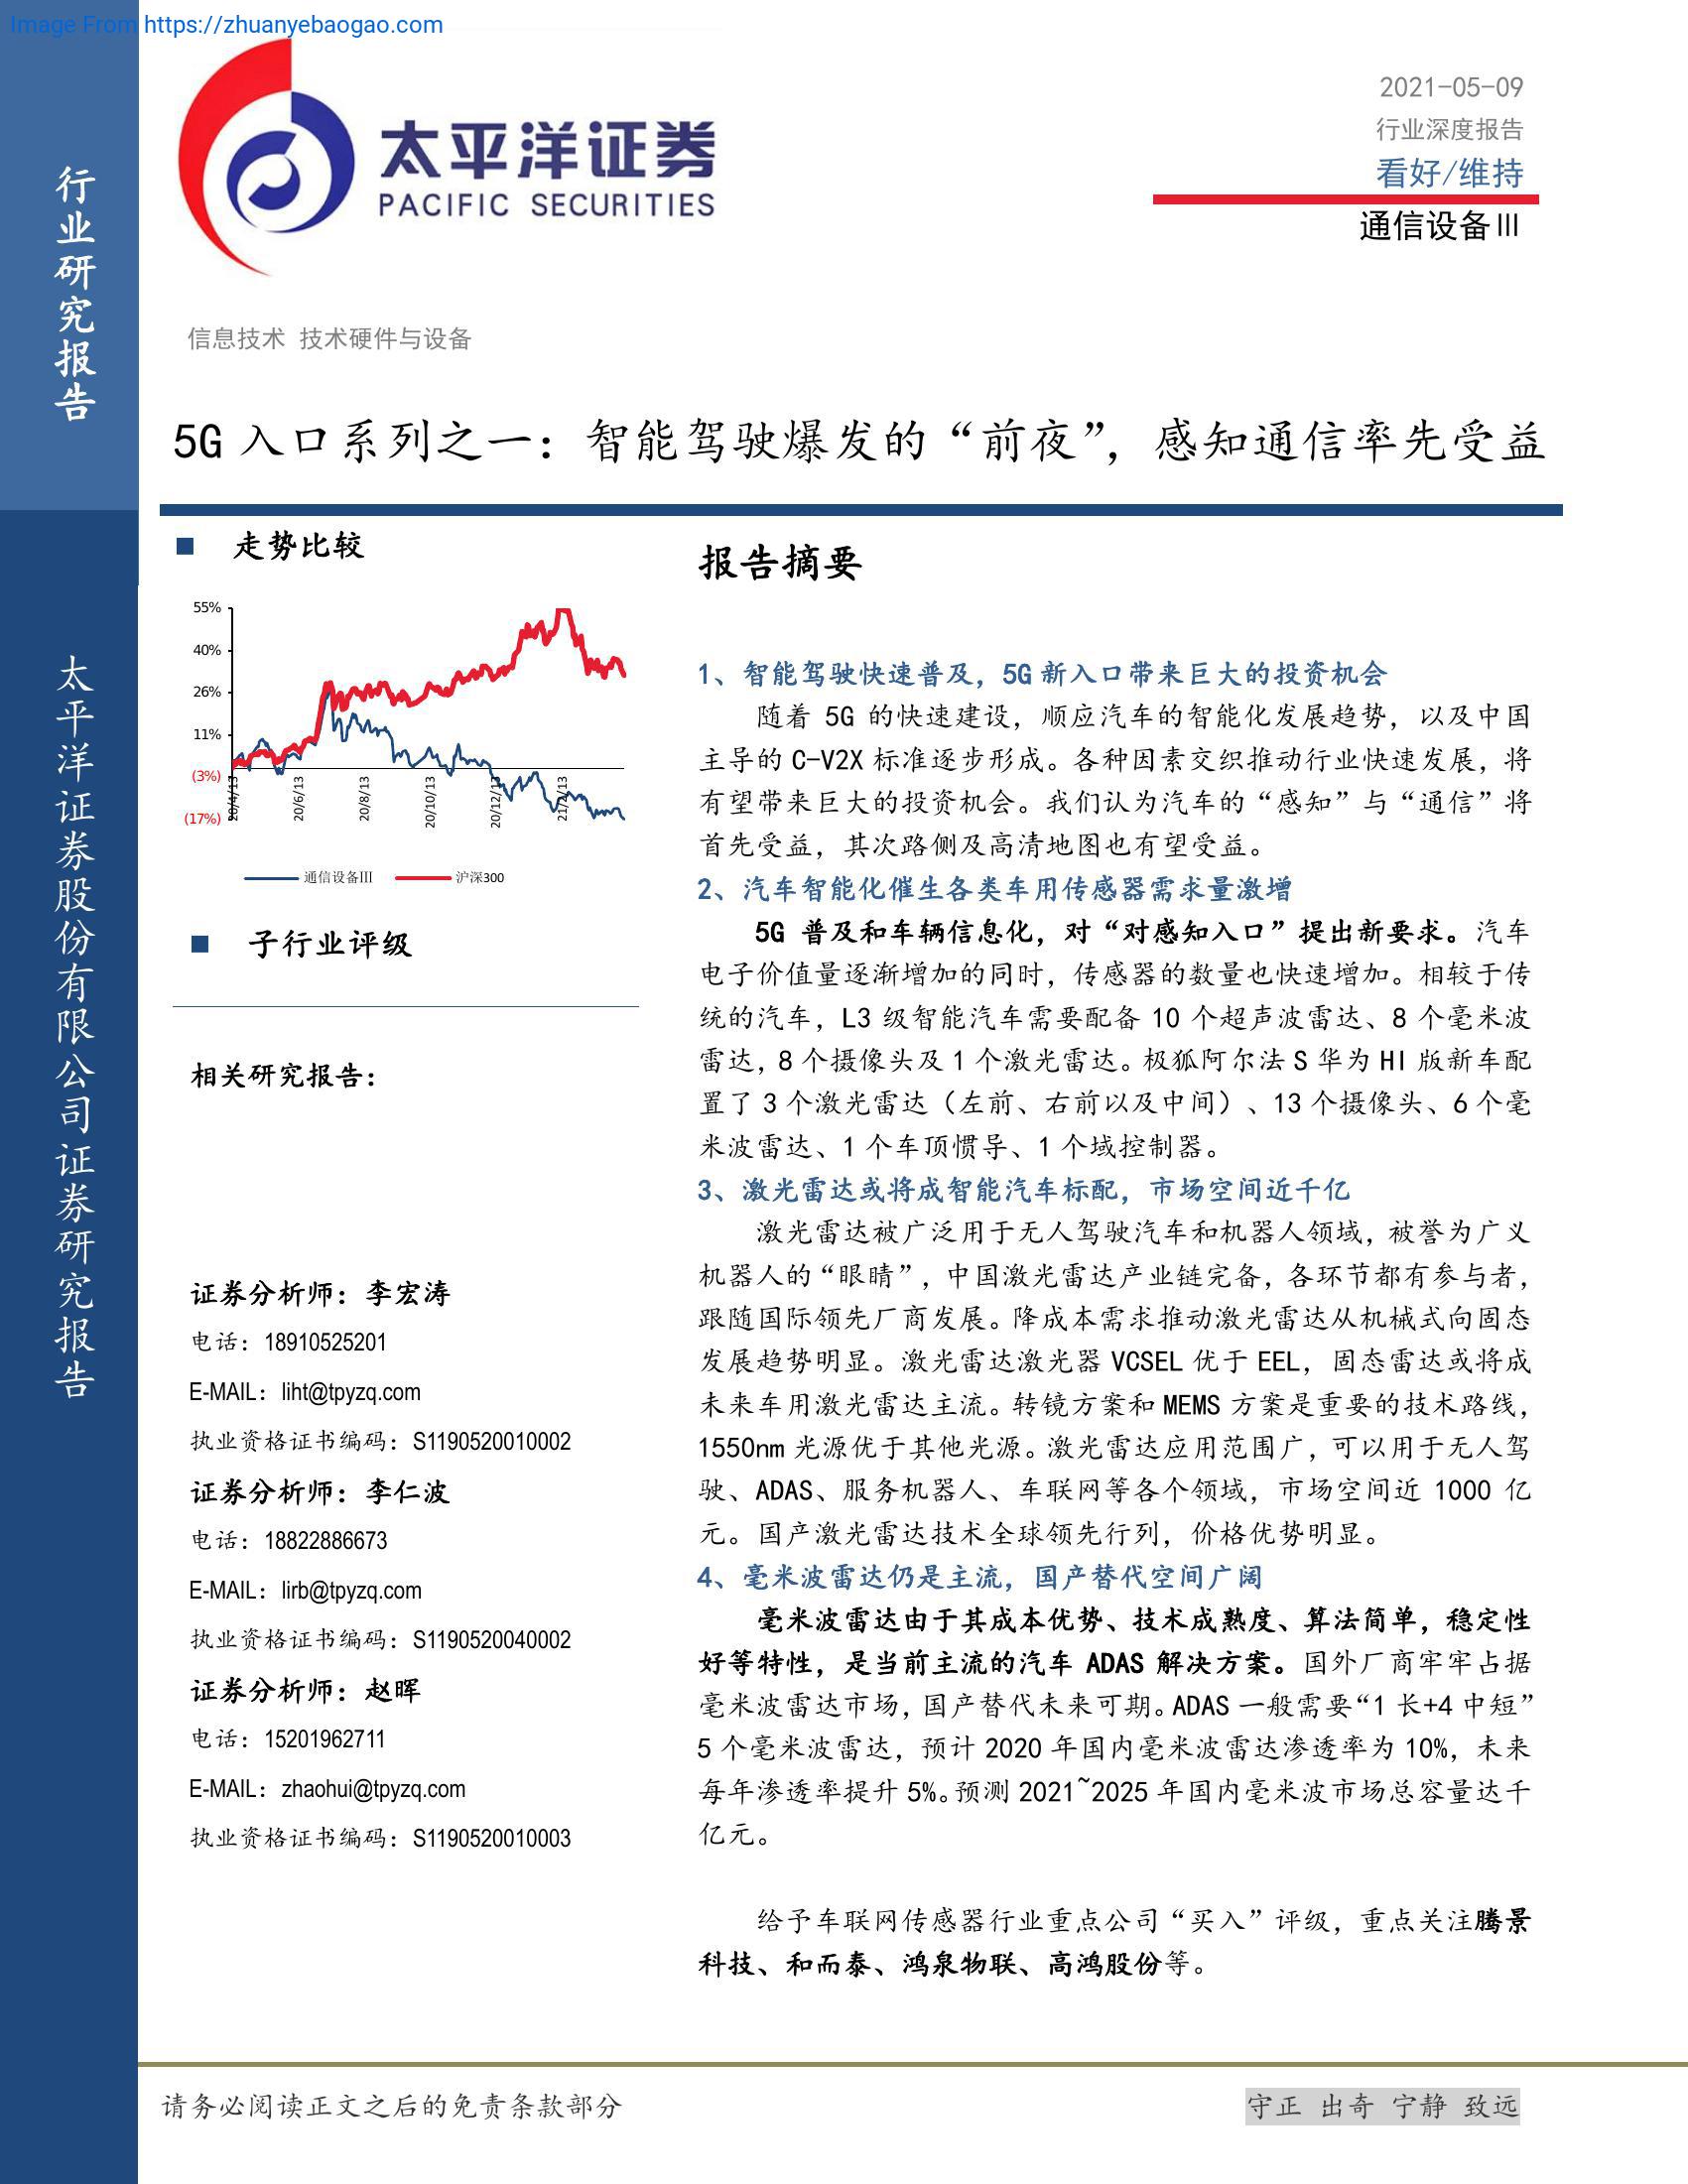 Image From https://zhuanyebaogao.com
行业研究报告
太平洋证券股份有限公司证券研究报告
太平洋证券
PACIFIC SECURITIES
2021-05-09
行业深度报告
看好/维持
通信设备Ⅲ
信息技术 技术硬件与设备
5G 入口系列之一：智能驾驶爆发的“前夜”，感知通信率先受益
■ 走势比较
55%
40%
26%
11%
(3%)
(17%)
20/4/13
20/6/13
20/8/13
20/10/13
20/12/13
21/2/13
通信设备Ⅲ
沪深300
■ 子行业评级
相关研究报告：
证券分析师：李宏涛
电话：18910525201
E-MAIL：liht@tpyzq.com
执业资格证书编码：S1190520010002
证券分析师：李仁波
电话：18822886673
E-MAIL：lirb@tpyzq.com
执业资格证书编码：S1190520040002
证券分析师：赵晖
电话：15201962711
E-MAIL：zhaohui@tpyzq.com
执业资格证书编码：S1190520010003
报告摘要
1、智能驾驶快速普及，5G 新入口带来巨大的投资机会
随着 5G 的快速建设，顺应汽车的智能化发展趋势，以及中国
主导的 C-V2X 标准逐步形成。各种因素交织推动行业快速发展，将
有望带来巨大的投资机会。我们认为汽车的“感知”与“通信”将
首先受益，其次路侧及高清地图也有望受益。
2、汽车智能化催生各类车用传感器需求量激增
5G 普及和车辆信息化，对“对感知入口”提出新要求。汽车
电子价值量逐渐增加的同时，传感器的数量也快速增加。相较于传
统的汽车，L3 级智能汽车需要配备 10 个超声波雷达、8 个毫米波
雷达，8 个摄像头及 1 个激光雷达。极狐阿尔法 S 华为 HI 版新车配
置了 3 个激光雷达（左前、右前以及中间）、13 个摄像头、6 个毫
米波雷达、1 个车顶惯导、1 个域控制器。
3、激光雷达或将成智能汽车标配，市场空间近千亿
激光雷达被广泛用于无人驾驶汽车和机器人领域，被誉为广义
机器人的“眼睛”，中国激光雷达产业链完备，各环节都有参与者，
跟随国际领先厂商发展。降成本需求推动激光雷达从机械式向固态
发展趋势明显。激光雷达激光器 VCSEL 优于 EEL，固态雷达或将成
未来车用激光雷达主流。转镜方案和 MEMS 方案是重要的技术路线，
1550nm 光源优于其他光源。激光雷达应用范围广，可以用于无人驾
驶、ADAS、服务机器人、车联网等各个领域，市场空间近 1000 亿
元。国产激光雷达技术全球领先行列，价格优势明显。
4、毫米波雷达仍是主流，国产替代空间广阔
毫米波雷达由于其成本优势、技术成熟度、算法简单，稳定性
好等特性，是当前主流的汽车 ADAS 解决方案。国外厂商牢牢占据
毫米波雷达市场，国产替代未来可期。ADAS 一般需要“1 长+4 中短”
5 个毫米波雷达，预计 2020 年国内毫米波雷达渗透率为 10%，未来
每年渗透率提升 5%。预测 2021~2025 年国内毫米波市场总容量达千
亿元。
给予车联网传感器行业重点公司“买入”评级，重点关注腾景
科技、和而泰、鸿泉物联、高鸿股份等。
请务必阅读正文之后的免责条款部分
守正 出奇 宁静 致远